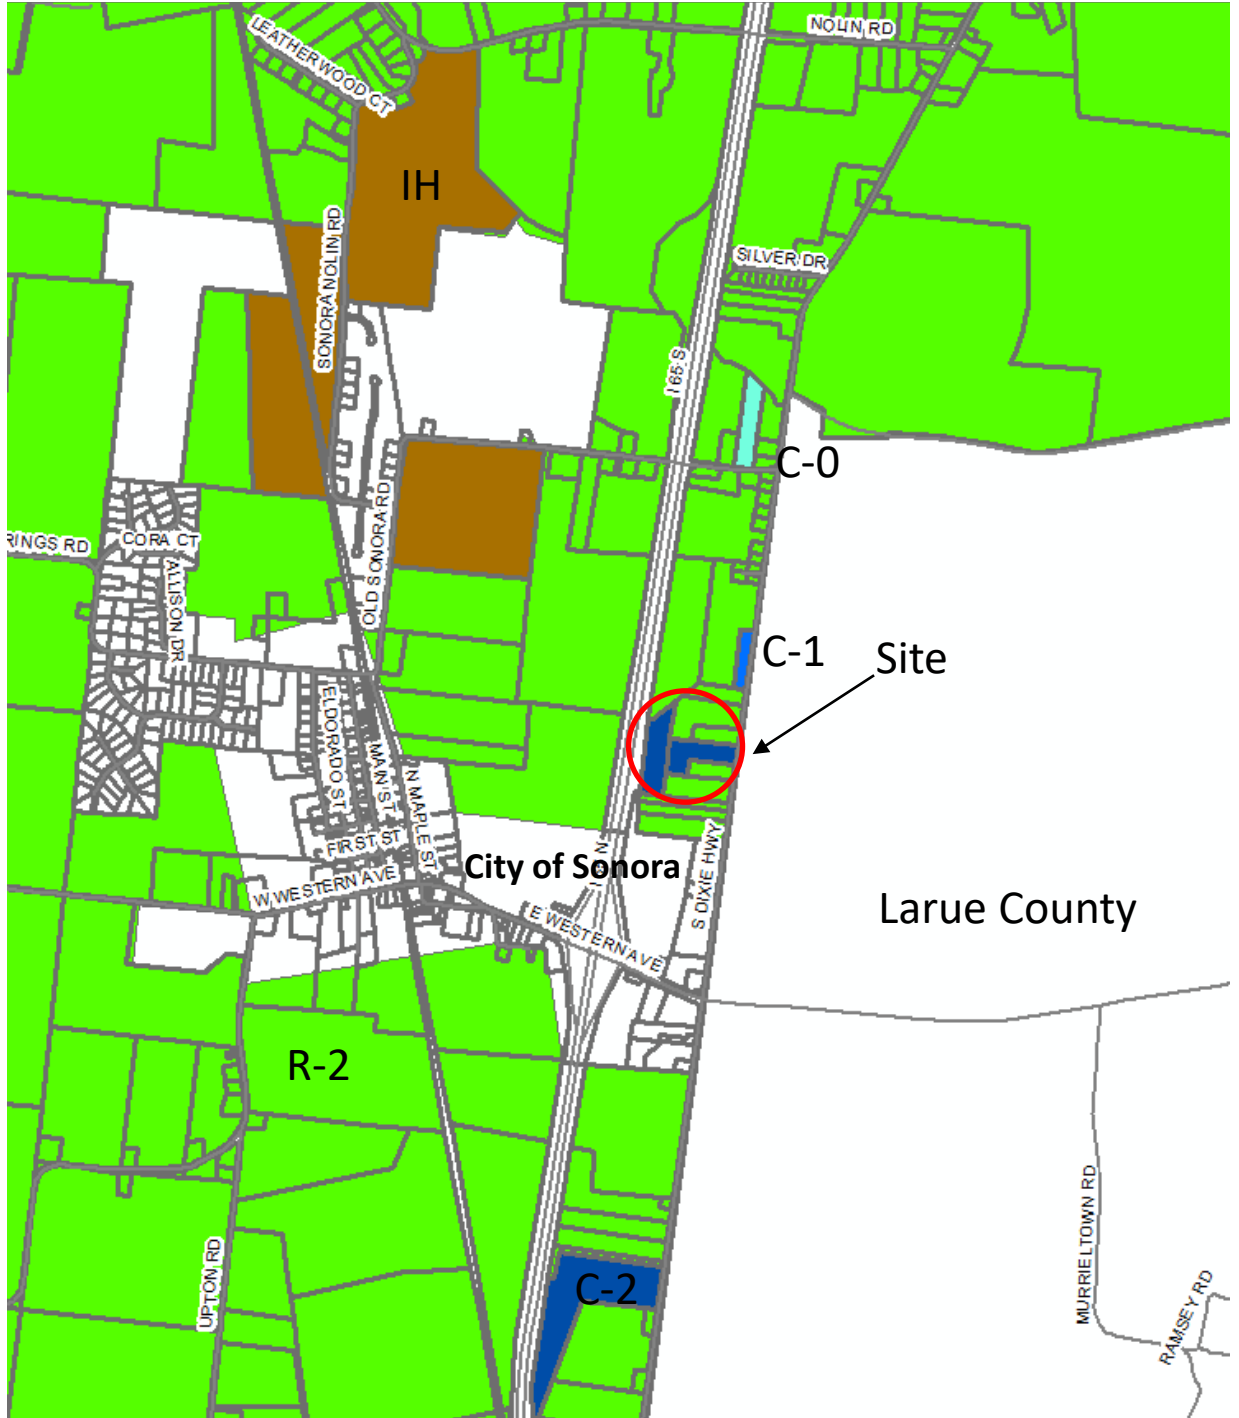 NOLIN RD
LEATHERWOOD CT
IH
SONORA NOLIN RD
SILVER DR
I 65 S
C-0
OLD SONORA RD
RINGS RD
CORA CT
ALLISON DR
C-1
Site
ELDORADO ST
MAIN ST
N MAPLE ST
FIRST ST
City of Sonora
S DIXIE HWY
W WESTERN AVE
E WESTERN AVE
Larue County
R-2
MURRIELTOWN RD
UPTON RD
C-2
RAMSEY RD